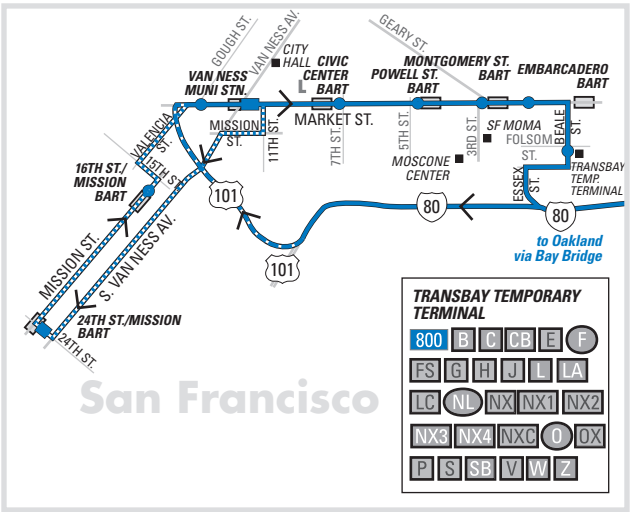 GOUGH ST.
VAN NESS AV.
GEARY ST.
CITY
HALL
VAN NESS
MUNI STN.
CIVIC
CENTER
BART
MONTGOMERY ST.
BART
POWELL ST.
BART
EMBARCADERO
BART
MARKET ST.
MISSION
ST.
11TH ST.
7TH ST.
5TH ST.
3RD ST.
SF MOMA
MOSCONE
CENTER
FOLSOM
ST.
BEALE
ST.
ESSEX
ST.
TRANSBAY
TEMP.
TERMINAL
VALENCIA
ST.
15TH ST.
16TH ST./
MISSION
BART
101
80
80
101
to Oakland
via Bay Bridge
MISSION ST.
S. VAN NESS AV.
24TH ST./MISSION
BART
24TH ST.
San Francisco
TRANSBAY TEMPORARY
TERMINAL
800 B C CB E F
FS G H J L LA
LC NL NX NX1 NX2
NX3 NX4 NXC O OX
P S SB V W Z